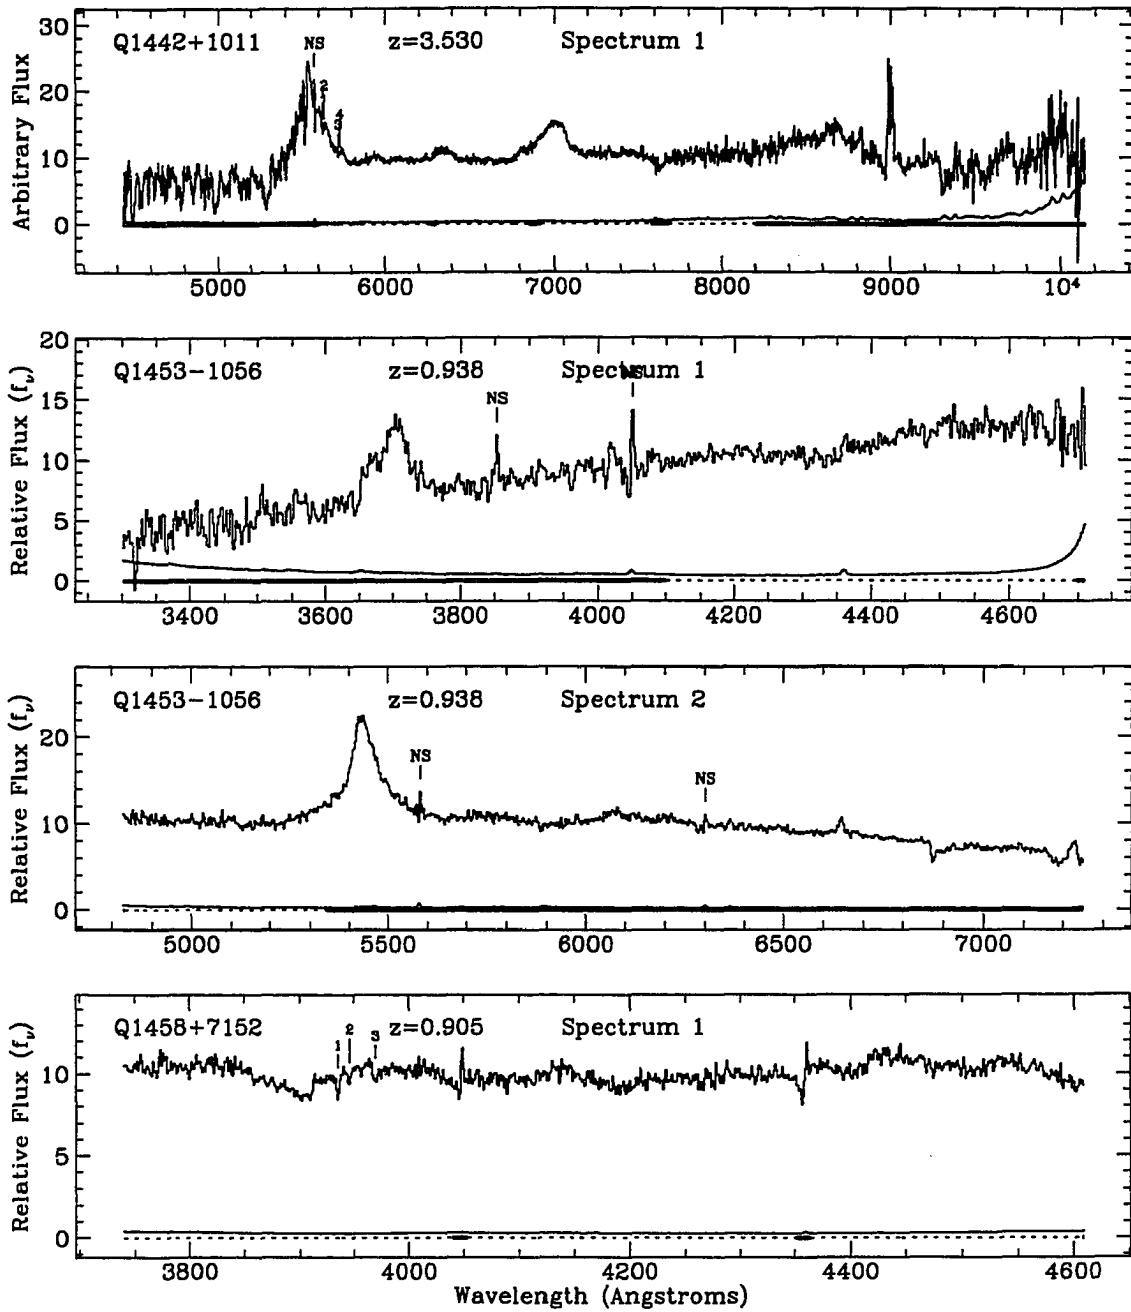 Q1442+1011 z=3.530 Spectrum 1
NS
2
4
3
Arbitrary Flux
30
20
10
0
5000 6000 7000 8000 9000 10⁴
Q1453−1056 z=0.938 Spectrum 1
NS
NS
Relative Flux (fν)
20
15
10
5
0
3400 3600 3800 4000 4200 4400 4600
Q1453−1056 z=0.938 Spectrum 2
NS
NS
Relative Flux (fν)
20
10
0
5000 5500 6000 6500 7000
Q1458+7152 z=0.905 Spectrum 1
1
2
3
Relative Flux (fν)
10
5
0
3800 4000 4200 4400 4600
Wavelength (Angstroms)